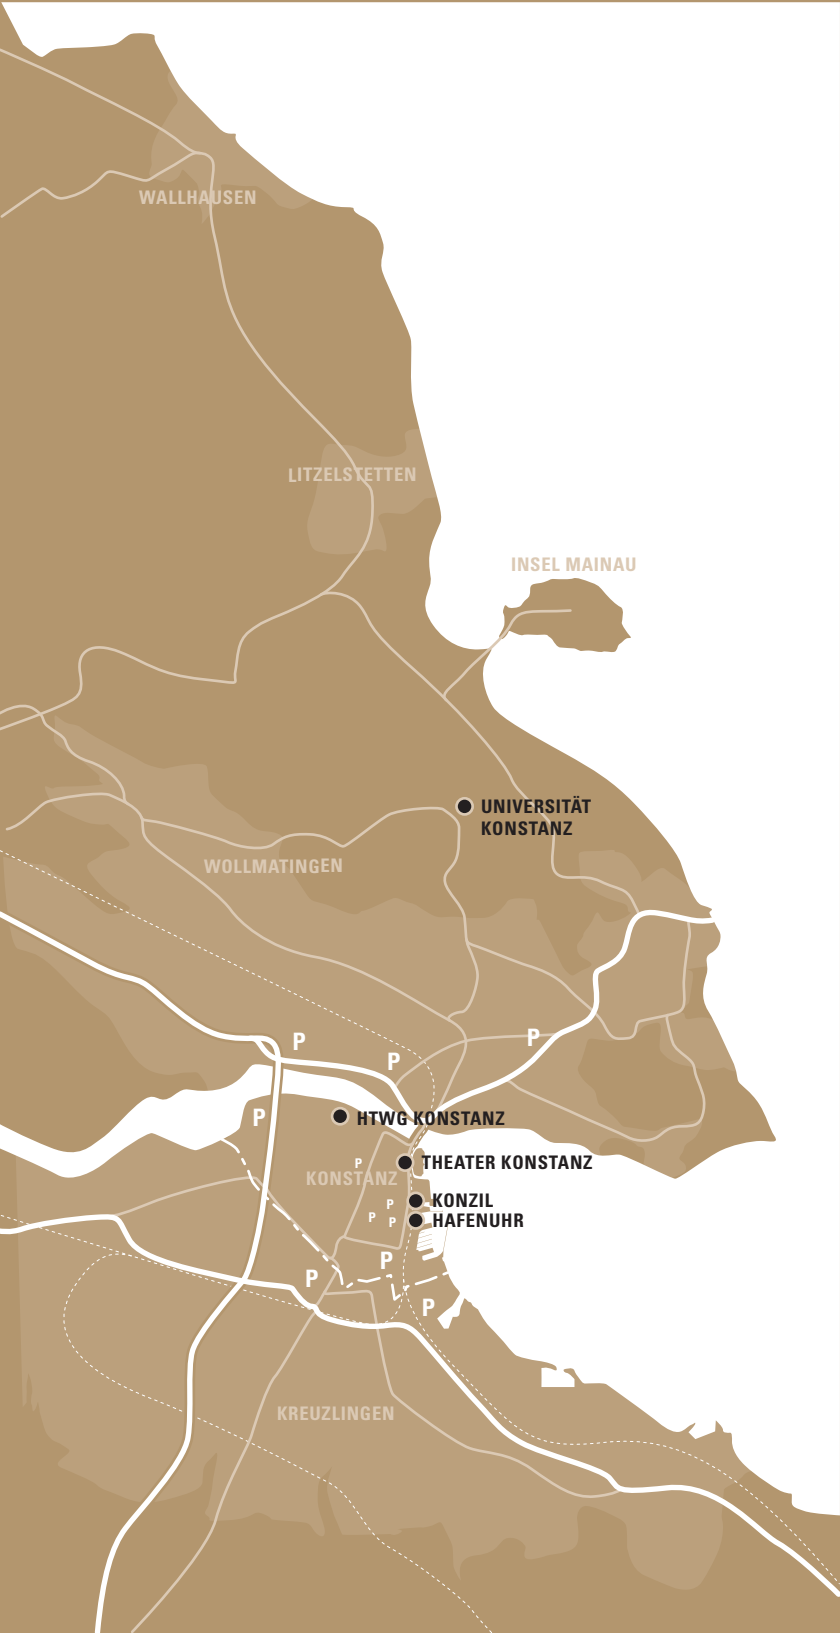 WALLHAUSEN
LITZELSTETTEN
INSEL MAINAU
UNIVERSITÄT
KONSTANZ
WOLLMATINGEN
P
P
P
P
HTWG KONSTANZ
P
THEATER KONSTANZ
KONSTANZ
P
KONZIL
P
P
HAFENUHR
P
P
P
KREUZLINGEN